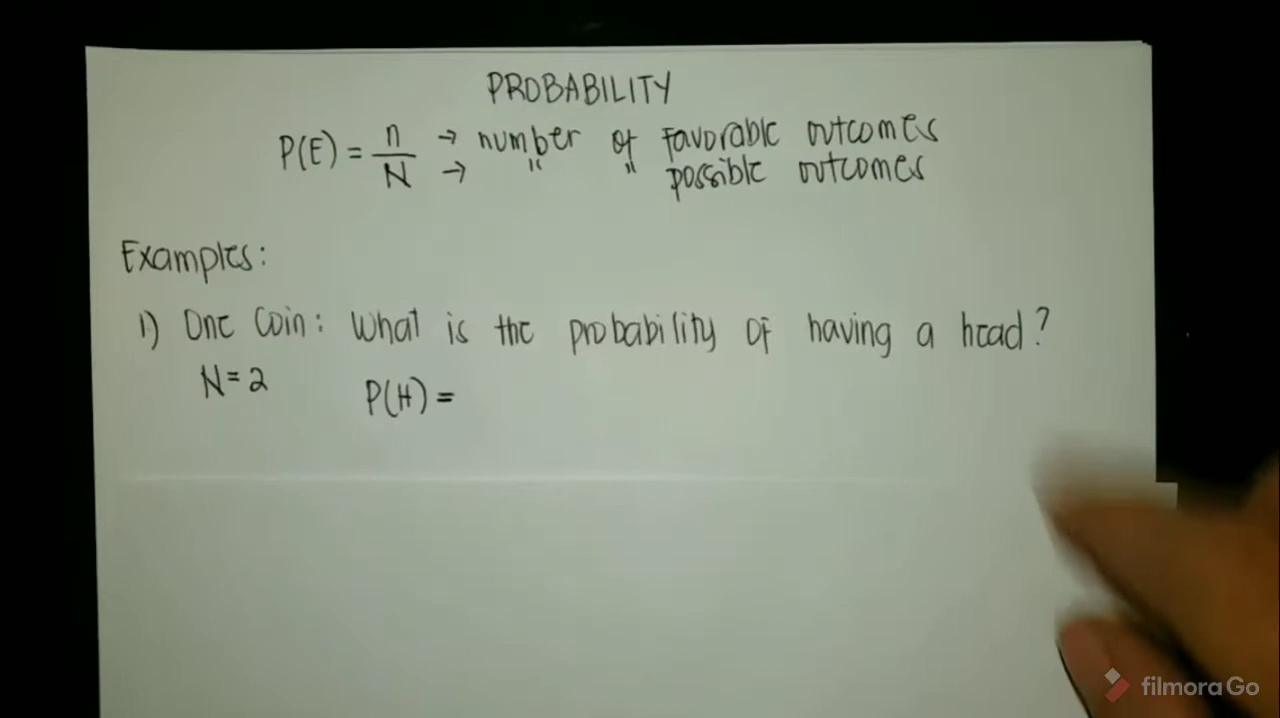 PROBABILITY
P(E) = n/N → number of favorable outcomes
→ " " possible outcomes
Examples:
1) One Coin: What is the probability of having a head?
N=2 P(H) =
filmora Go